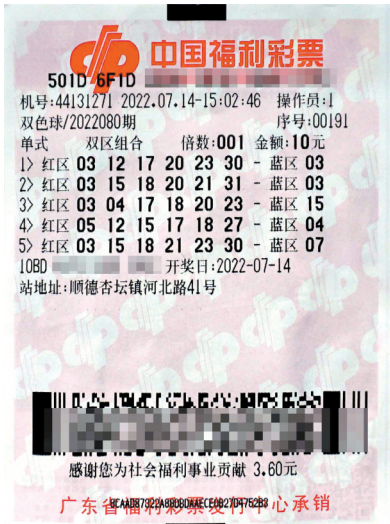 中国福利彩票
501D 6F1D
机号:44131271 2022.07.14-15:02:46 操作员:1
双色球/2022080期 序号:00191
单式 双区组合 倍数:001 金额:10元
1> 红区 03 12 17 20 23 30 - 蓝区 03
2> 红区 03 15 18 20 21 31 - 蓝区 03
3> 红区 03 04 17 18 20 23 - 蓝区 15
4> 红区 05 12 15 17 18 27 - 蓝区 04
5> 红区 03 15 18 21 23 30 - 蓝区 07
10BD 开奖日:2022-07-14
站地址:顺德杏坛镇河北路41号
感谢您为社会福利事业贡献 3.60元
广东省福利彩票发行中心承销